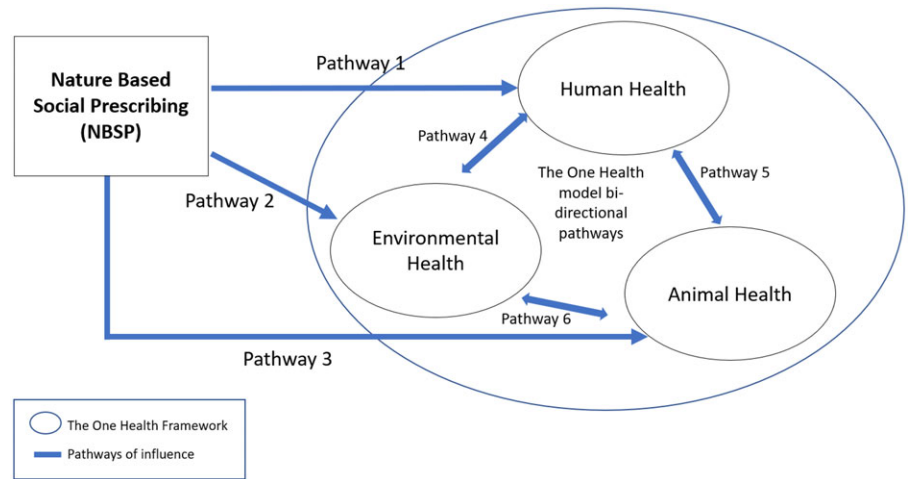 Nature Based
Social Prescribing
(NBSP)
Pathway 1
Human Health
Pathway 4
The One Health
model bi-
directional
pathways
Pathway 5
Pathway 2
Environmental
Health
Animal Health
Pathway 6
Pathway 3
The One Health Framework
Pathways of influence